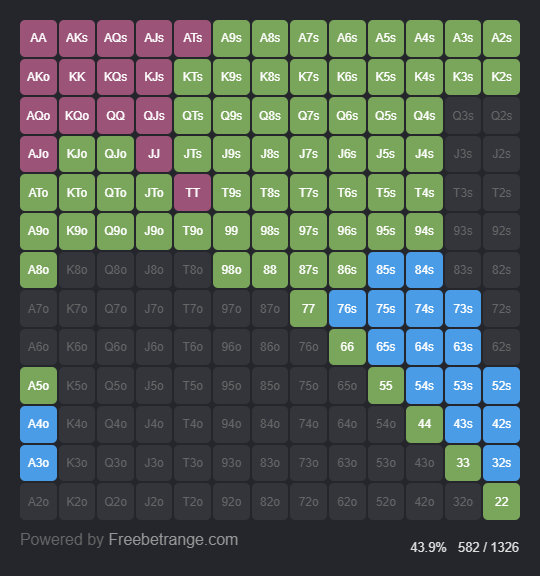 AA AKs AQs AJs ATs A9s A8s A7s A6s A5s A4s A3s A2s
AKo KK KQs KJs KTs K9s K8s K7s K6s K5s K4s K3s K2s
AQo KQo QQ QJs QTs Q9s Q8s Q7s Q6s Q5s Q4s Q3s Q2s
AJo KJo QJo JJ JTs J9s J8s J7s J6s J5s J4s J3s J2s
ATo KTo QTo JTo TT T9s T8s T7s T6s T5s T4s T3s T2s
A9o K9o Q9o J9o T9o 99 98s 97s 96s 95s 94s 93s 92s
A8o K8o Q8o J8o T8o 98o 88 87s 86s 85s 84s 83s 82s
A7o K7o Q7o J7o T7o 97o 87o 77 76s 75s 74s 73s 72s
A6o K6o Q6o J6o T6o 96o 86o 76o 66 65s 64s 63s 62s
A5o K5o Q5o J5o T5o 95o 85o 75o 65o 55 54s 53s 52s
A4o K4o Q4o J4o T4o 94o 84o 74o 64o 54o 44 43s 42s
A3o K3o Q3o J3o T3o 93o 83o 73o 63o 53o 43o 33 32s
A2o K2o Q2o J2o T2o 92o 82o 72o 62o 52o 42o 32o 22
Powered by Freebetrange.com
43.9% 582 / 1326